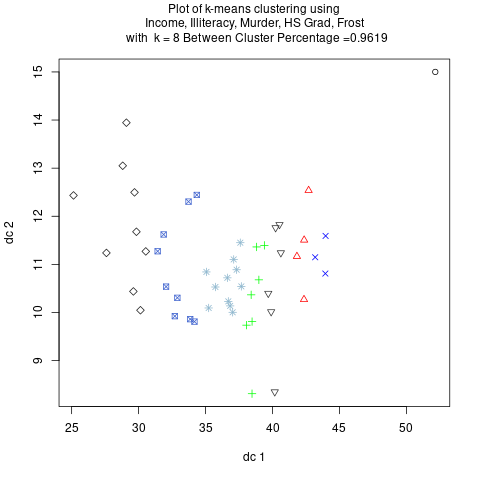 Plot of k-means clustering using
Income, Illiteracy, Murder, HS Grad, Frost
with k = 8 Between Cluster Percentage =0.9619
15
14
13
12
11
10
9
dc 2
25 30 35 40 45 50
dc 1